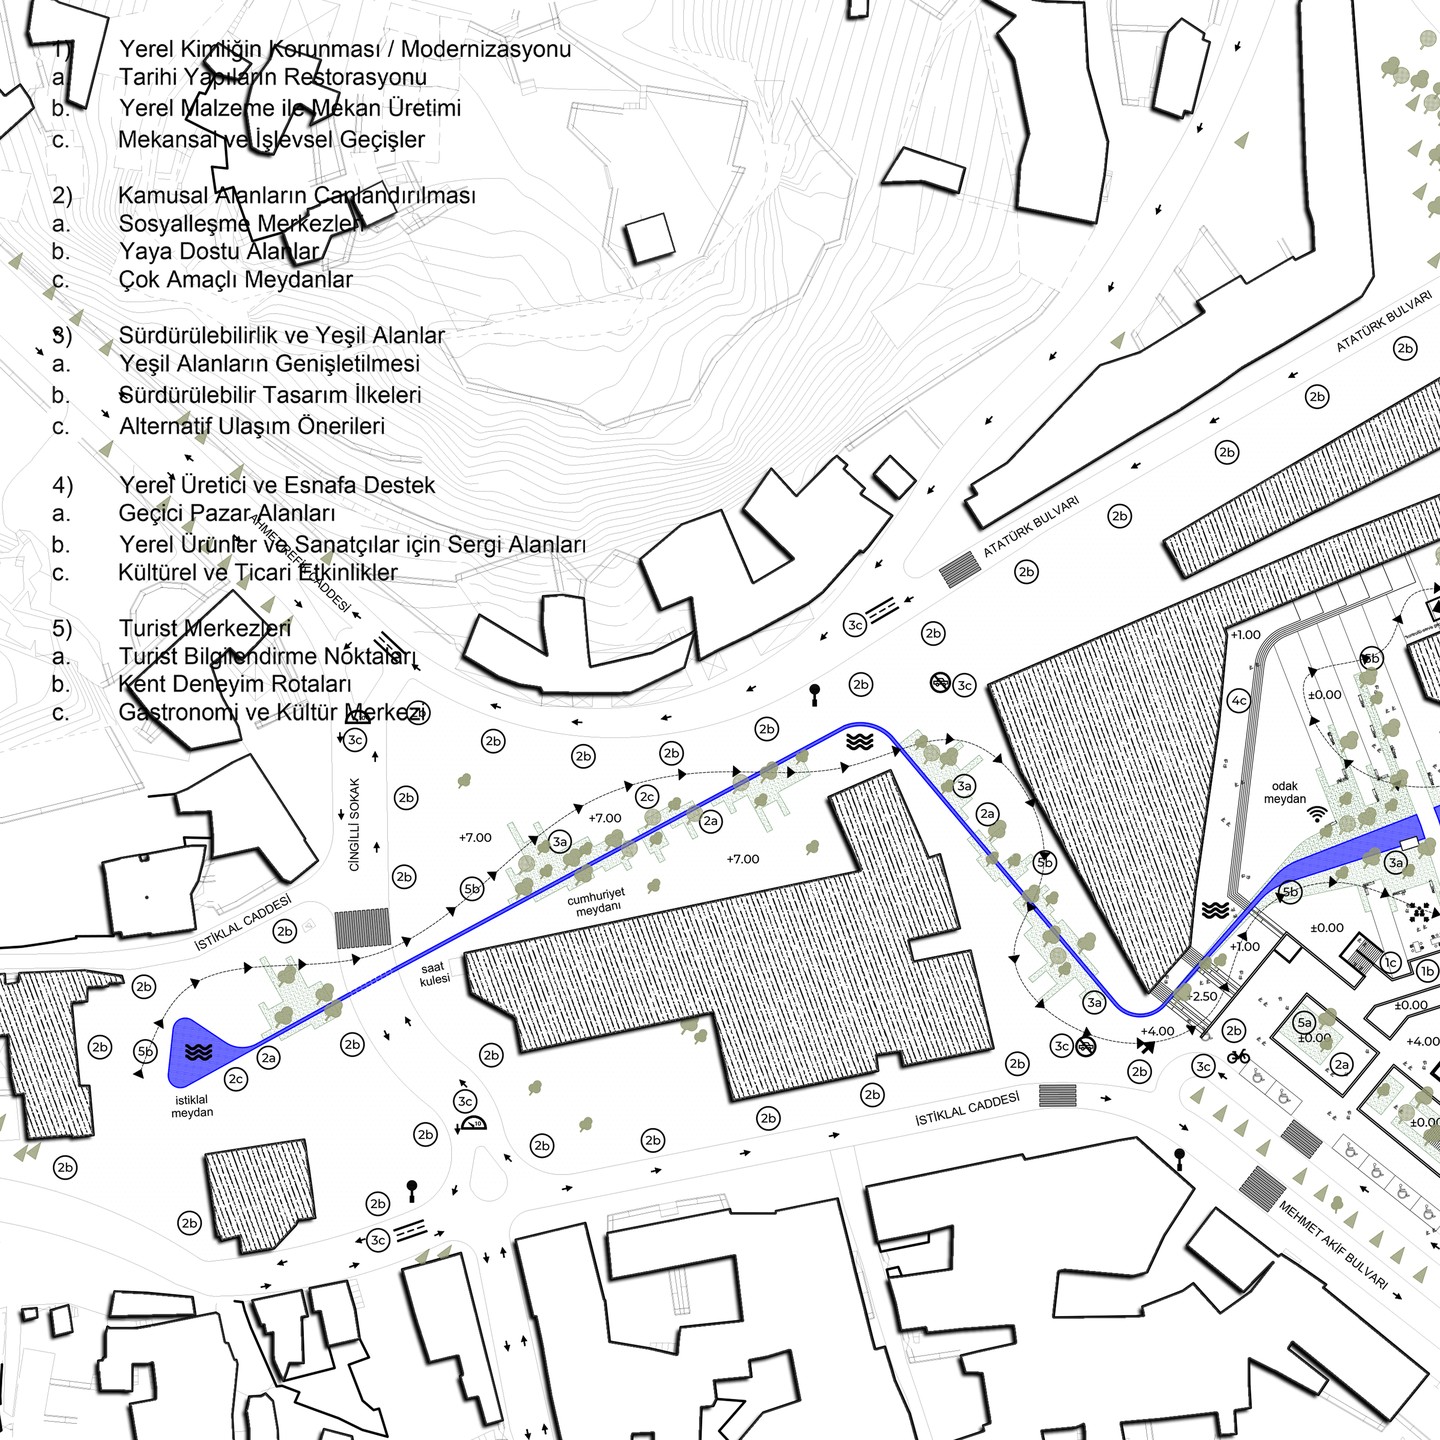 1) Yerel Kimliğin Korunması / Modernizasyonu
a. Tarihi Yapıların Restorasyonu
b. Yerel Malzeme ile Mekan Üretimi
c. Mekansal ve İşlevsel Geçişler
2) Kamusal Alanların Canlandırılması
a. Sosyalleşme Merkezleri
b. Yaya Dostu Alanlar
c. Çok Amaçlı Meydanlar
3) Sürdürülebilirlik ve Yeşil Alanlar
a. Yeşil Alanların Genişletilmesi
b. Sürdürülebilir Tasarım İlkeleri
c. Alternatif Ulaşım Önerileri
4) Yerel Üretici ve Esnafa Destek
a. Geçici Pazar Alanları
b. Yerel Ürünler ve Sanatçılar için Sergi Alanları
c. Kültürel ve Ticari Etkinlikler
5) Turist Merkezleri
a. Turist Bilgilendirme Noktaları
b. Kent Deneyim Rotaları
c. Gastronomi ve Kültür Merkezi
ATATÜRK BULVARI
2b
2b
2b
2b
ATATÜRK BULVARI
2b
3c
2b
2b
3c
2b
2b
2b
2b
3c
CİNGİLLİ SOKAK
2b
2b
+1.00
5b
4c
±0.00
odak
meydan
2c
2a
3a
+7.00
+7.00
+7.00
3a
2a
5b
5b
cumhuriyet
meydanı
3a
5b
İSTİKLAL CADDESİ
2b
saat
kulesi
±0.00
+1.00
1c
1b
2b
3a
+2.50
±0.00
5a
±0.00
2a
+4.00
+4.00
2b
2b
5b
2a
2c
2b
2b
istiklal
meydan
3c
2b
2b
3c
±0.00
3c
2b
2b
2b
2b
2b
İSTİKLAL CADDESİ
2b
2b
2b
3c
MEHMET AKİF BULVARI